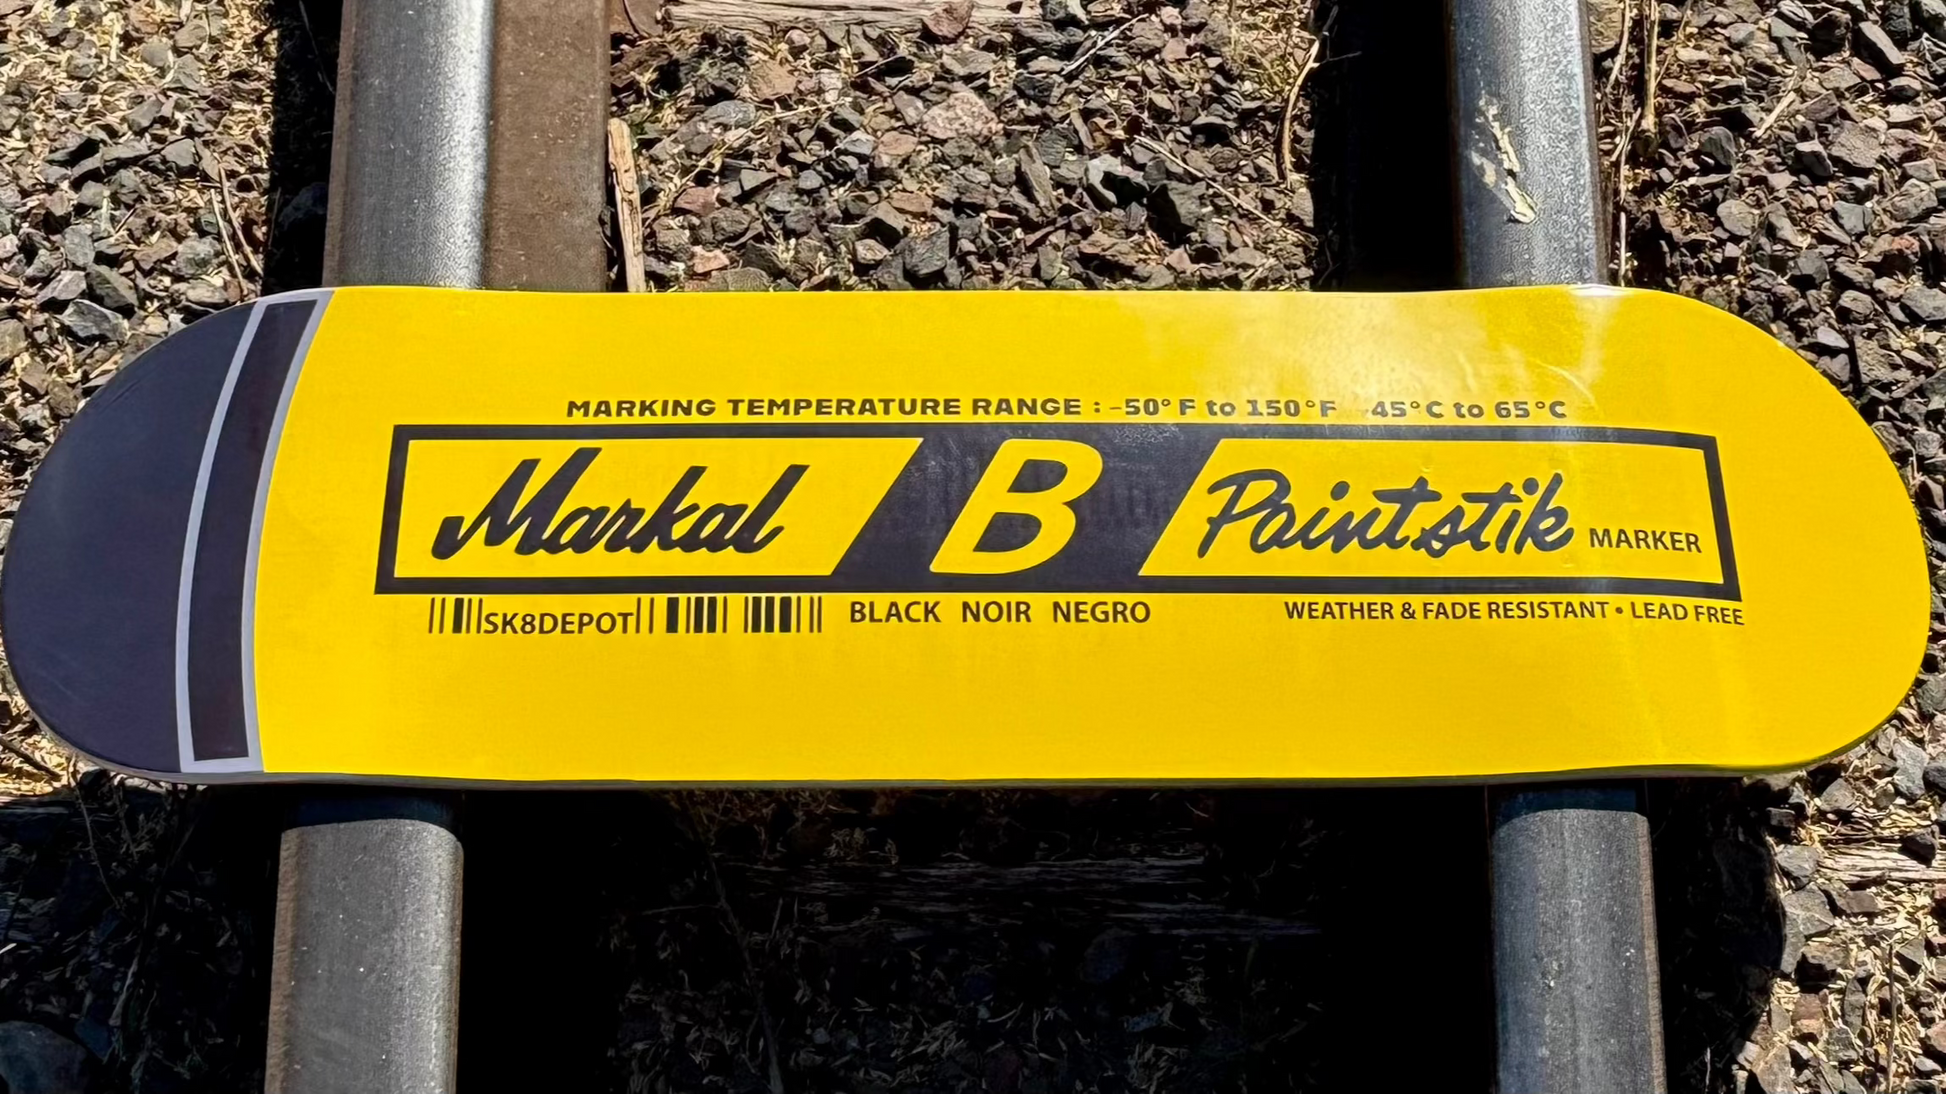 MARKING TEMPERATURE RANGE : -50°F to 150°F -45°C to 65°C
Markal B Paintstik MARKER
SK8DEPOT BLACK NOIR NEGRO WEATHER & FADE RESISTANT • LEAD FREE